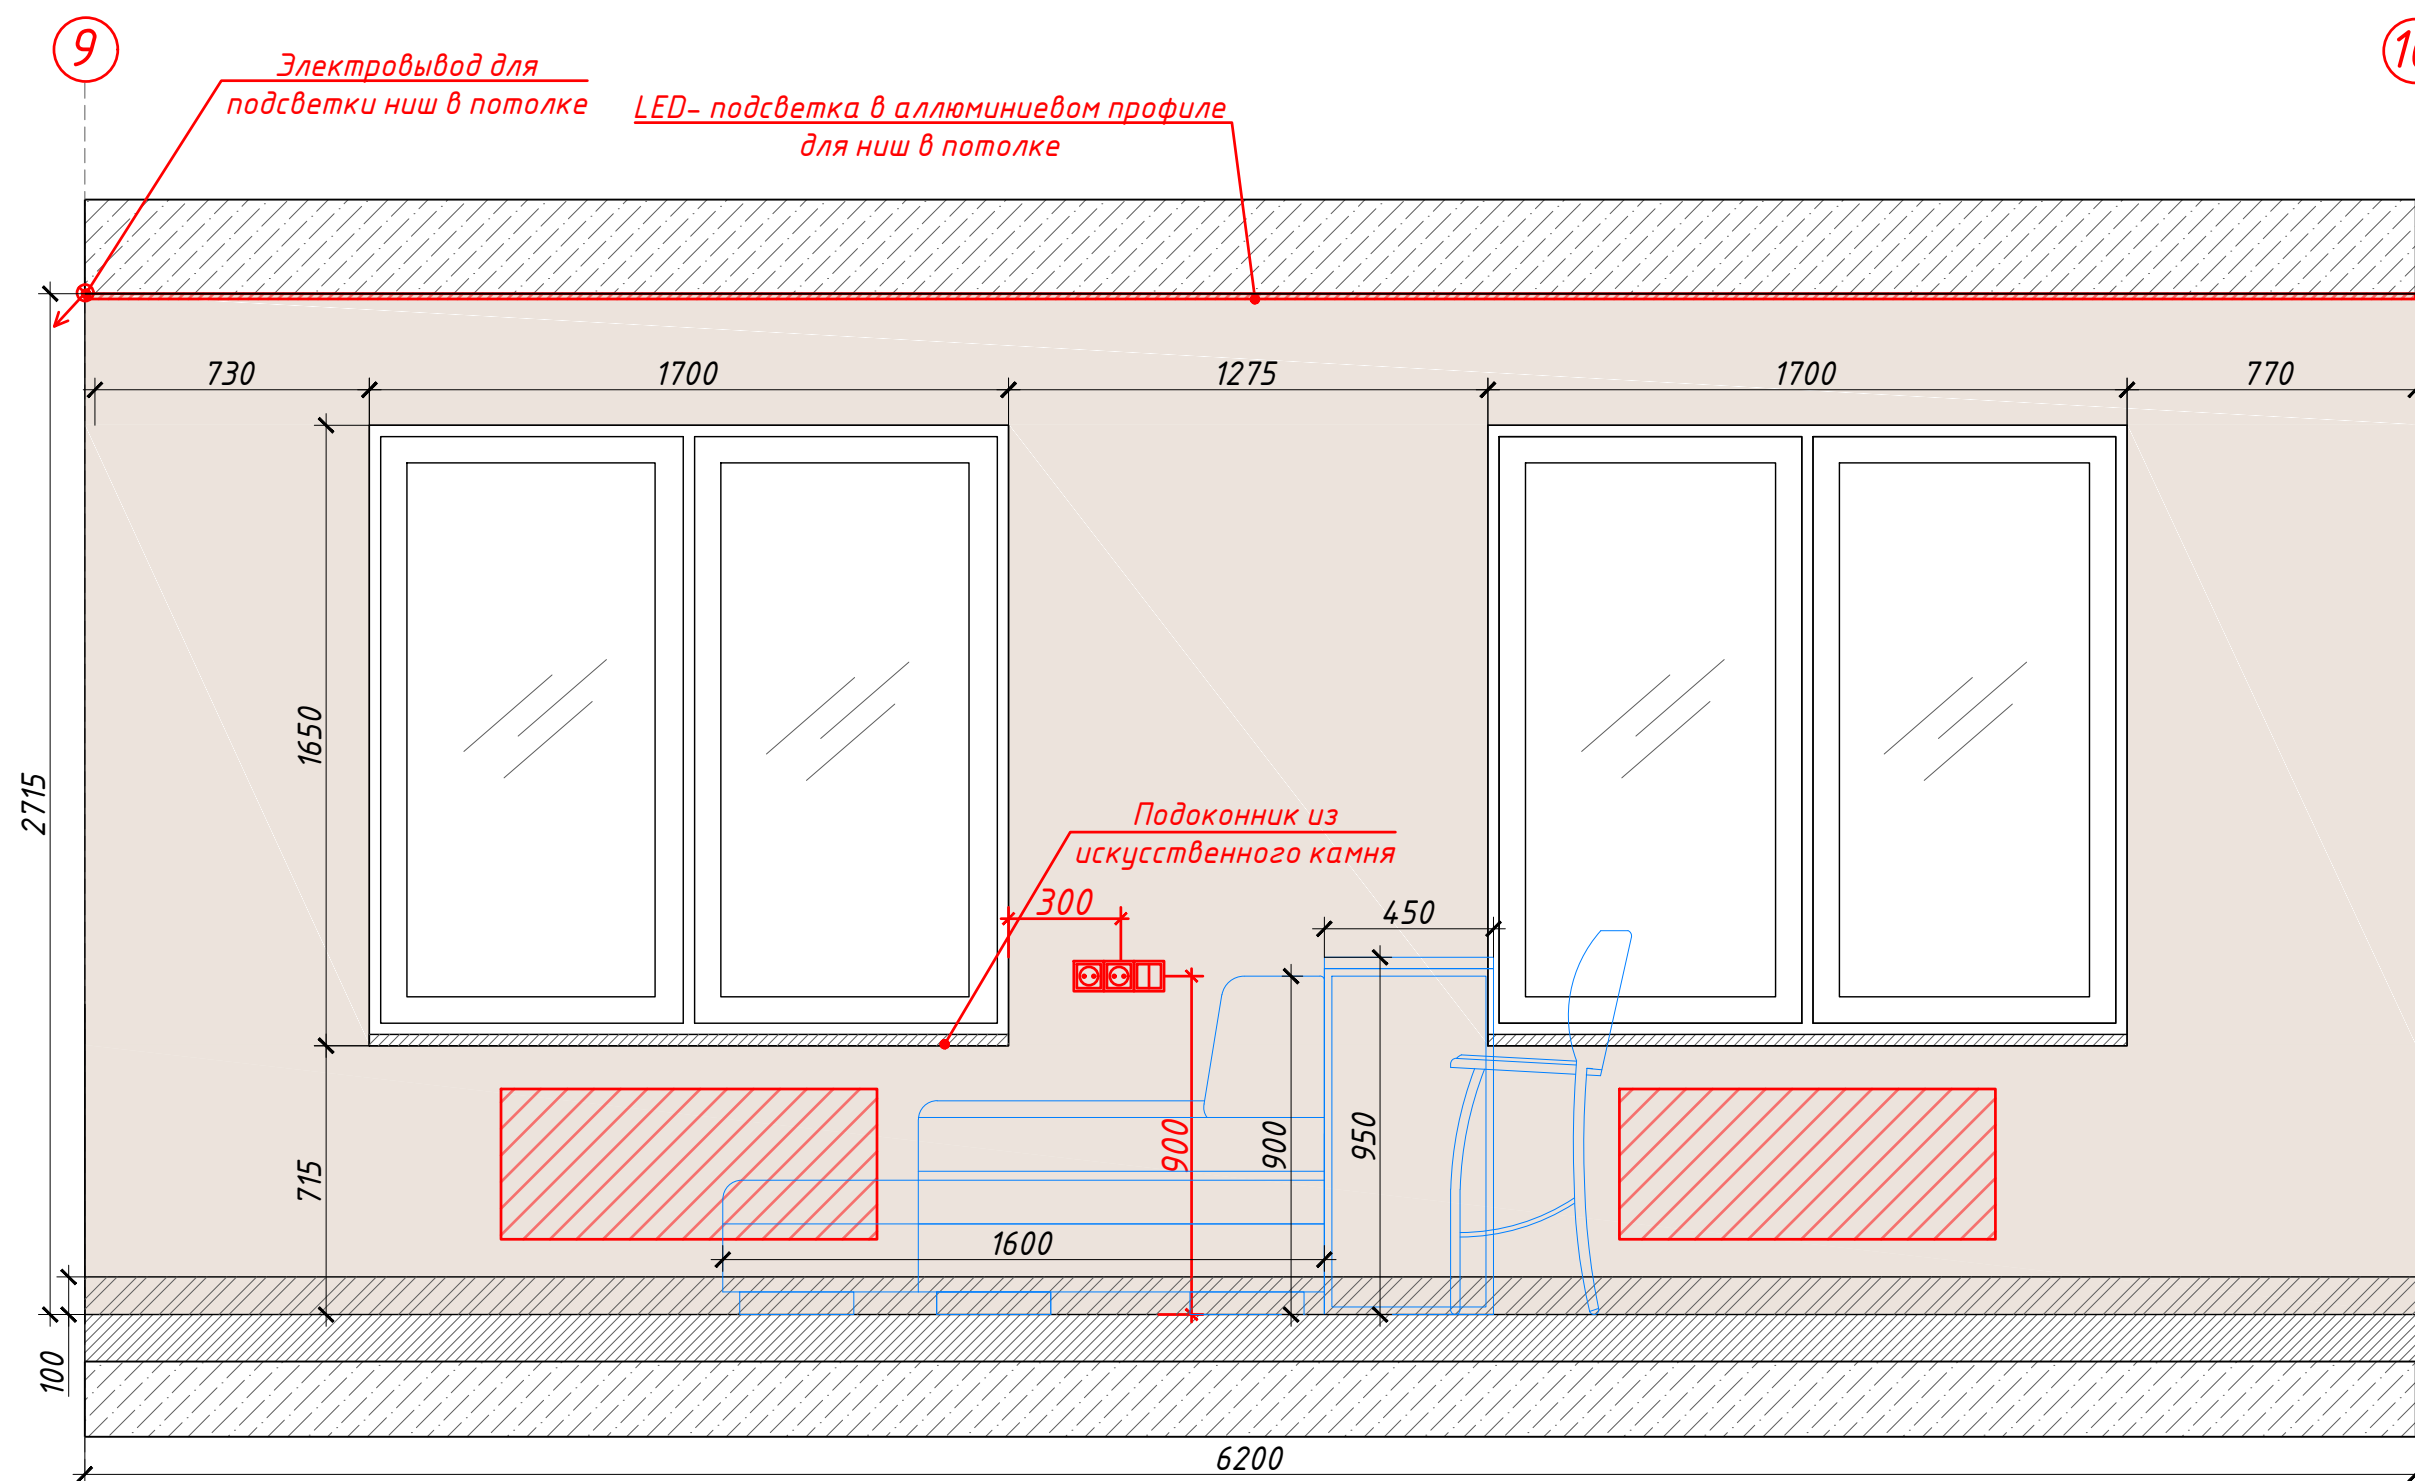 9
Электровывод для
подсветки ниш в потолке
LED- подсветка в аллюминиевом профиле
для ниш в потолке
730
1700
1275
1700
770
1650
2715
Подоконник из
искусственного камня
300
450
900
900
950
715
1600
100
6200